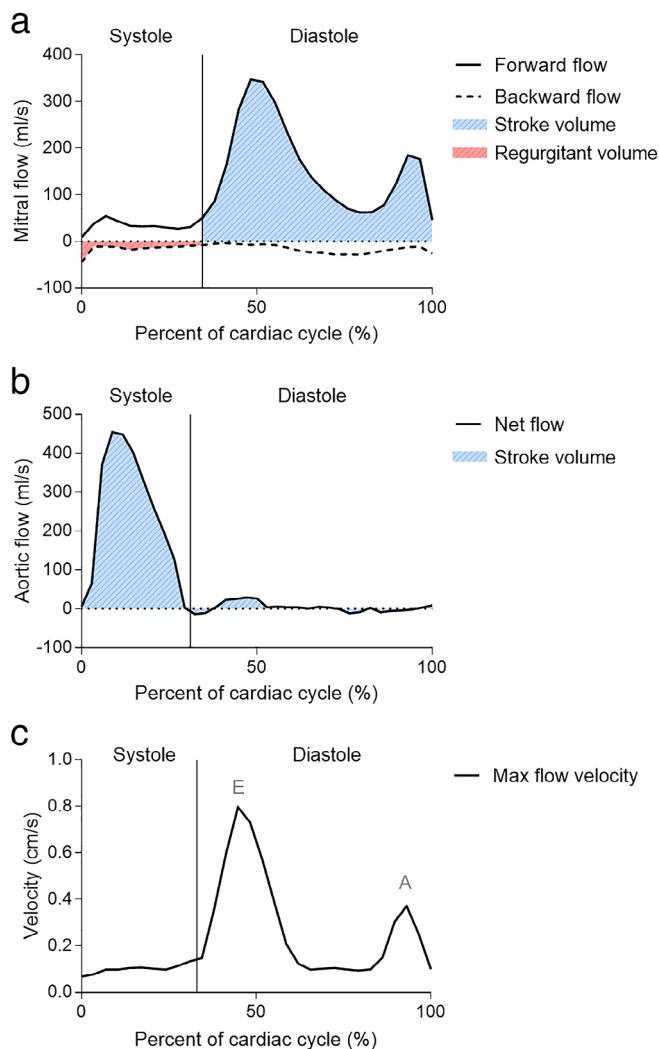 a
Systole
Diastole
400
300
200
100
0
-100
Mitral flow (ml/s)
0
50
100
Percent of cardiac cycle (%)
Forward flow
Backward flow
Stroke volume
Regurgitant volume
b
Systole
Diastole
500
400
300
200
100
0
-100
Aortic flow (ml/s)
0
50
100
Percent of cardiac cycle (%)
Net flow
Stroke volume
c
Systole
Diastole
1.0
0.8
0.6
0.4
0.2
0.0
Velocity (cm/s)
E
A
0
50
100
Percent of cardiac cycle (%)
Max flow velocity